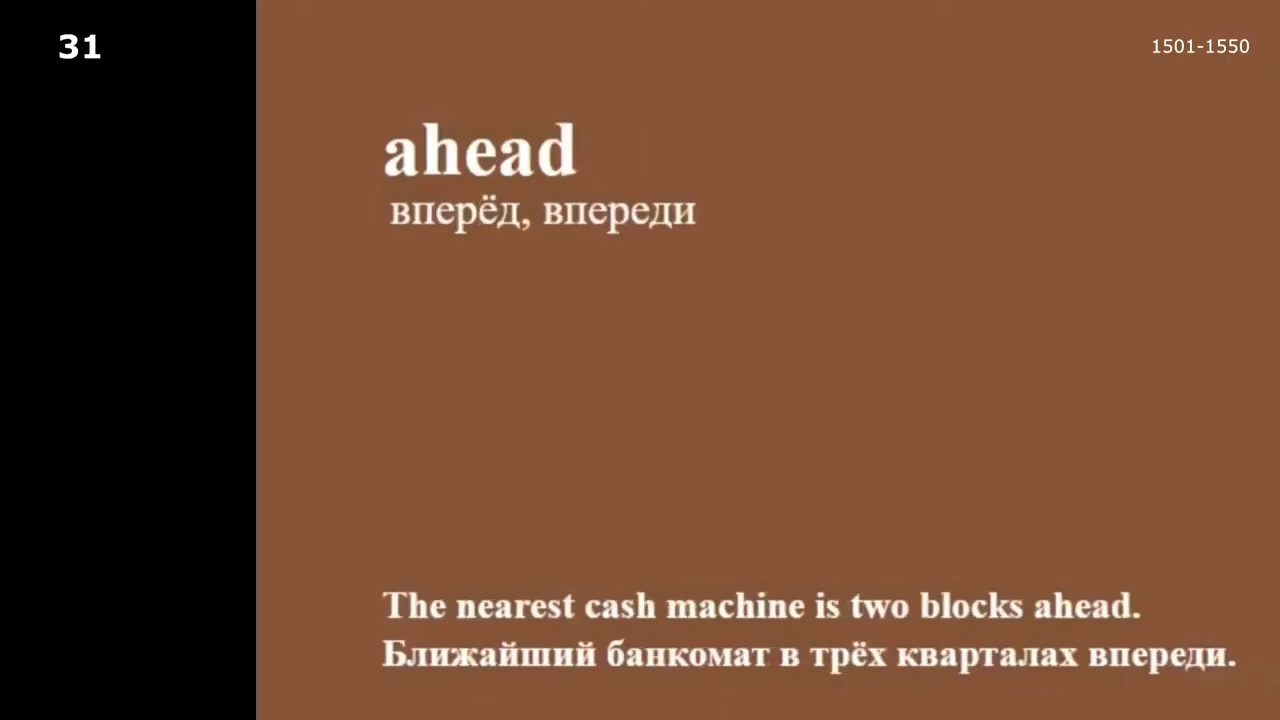 31
1501-1550
ahead
вперёд, впереди
The nearest cash machine is two blocks ahead.
Ближайший банкомат в трёх кварталах впереди.